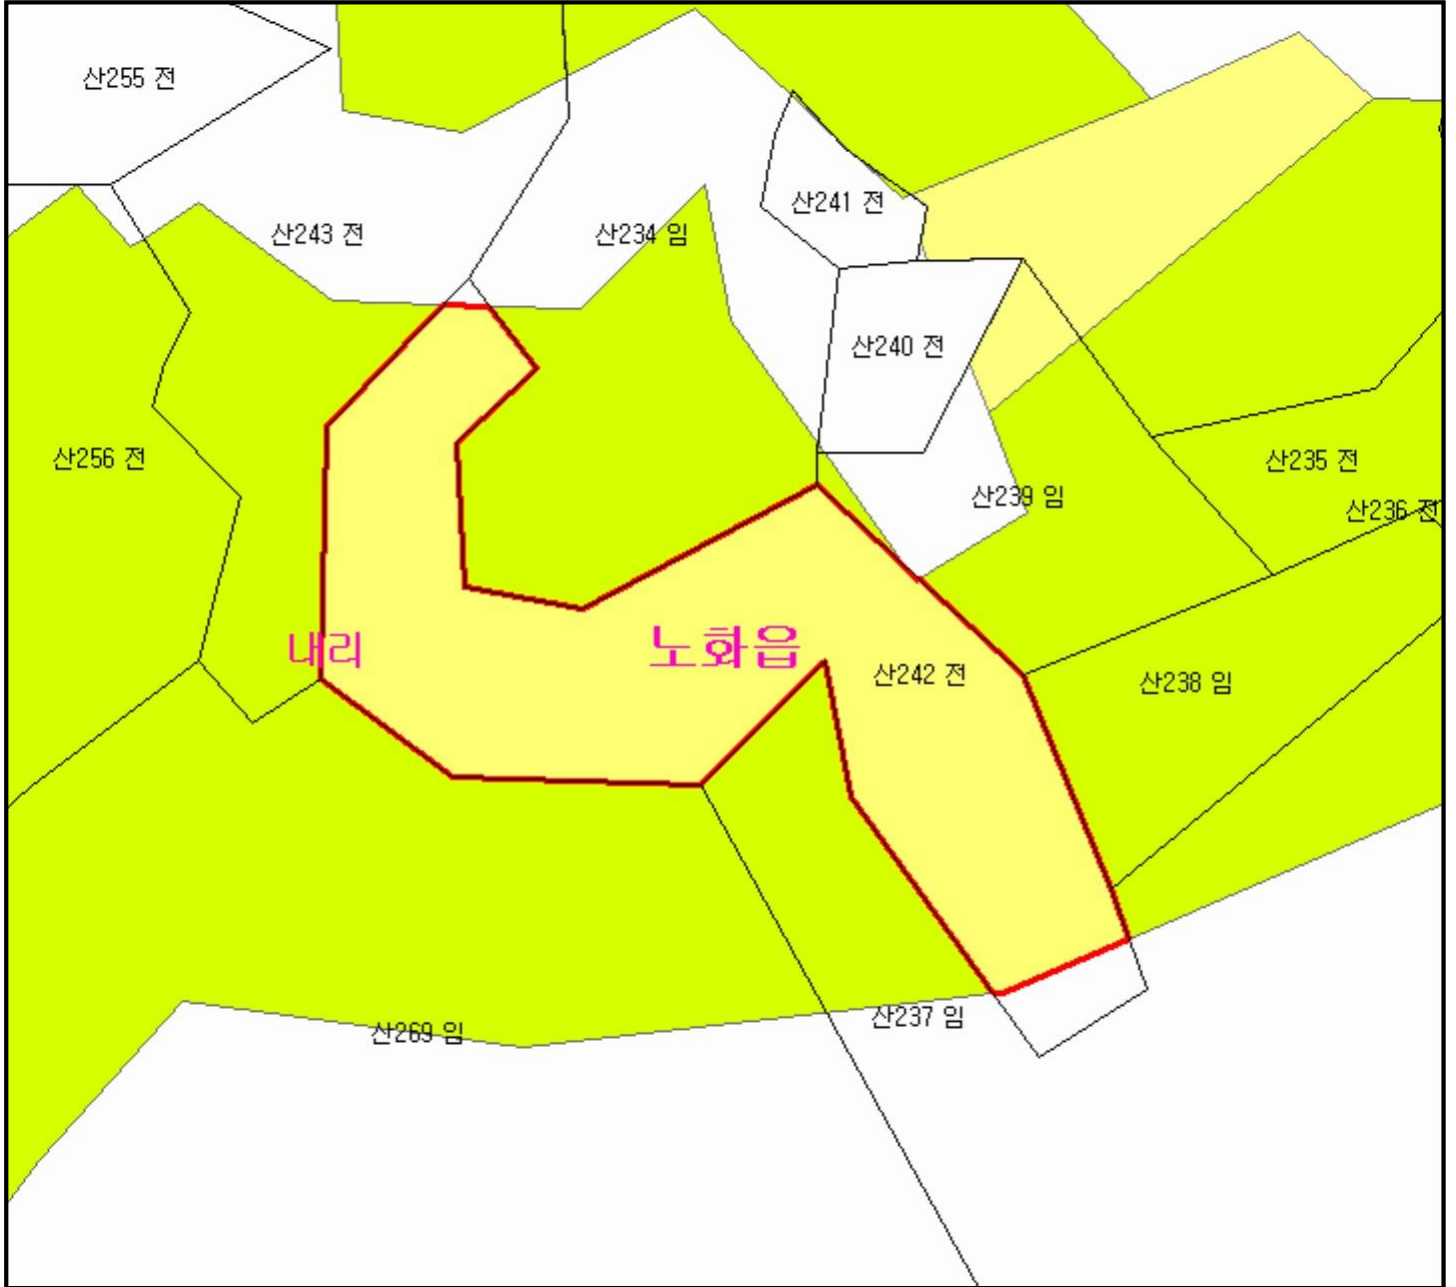 산255 전
산241 전
산243 전
산234 임
산240 전
산256 전
산235 전
산239 임
산236 전
내리
노화읍
산242 전
산238 임
산237 임
산269 임